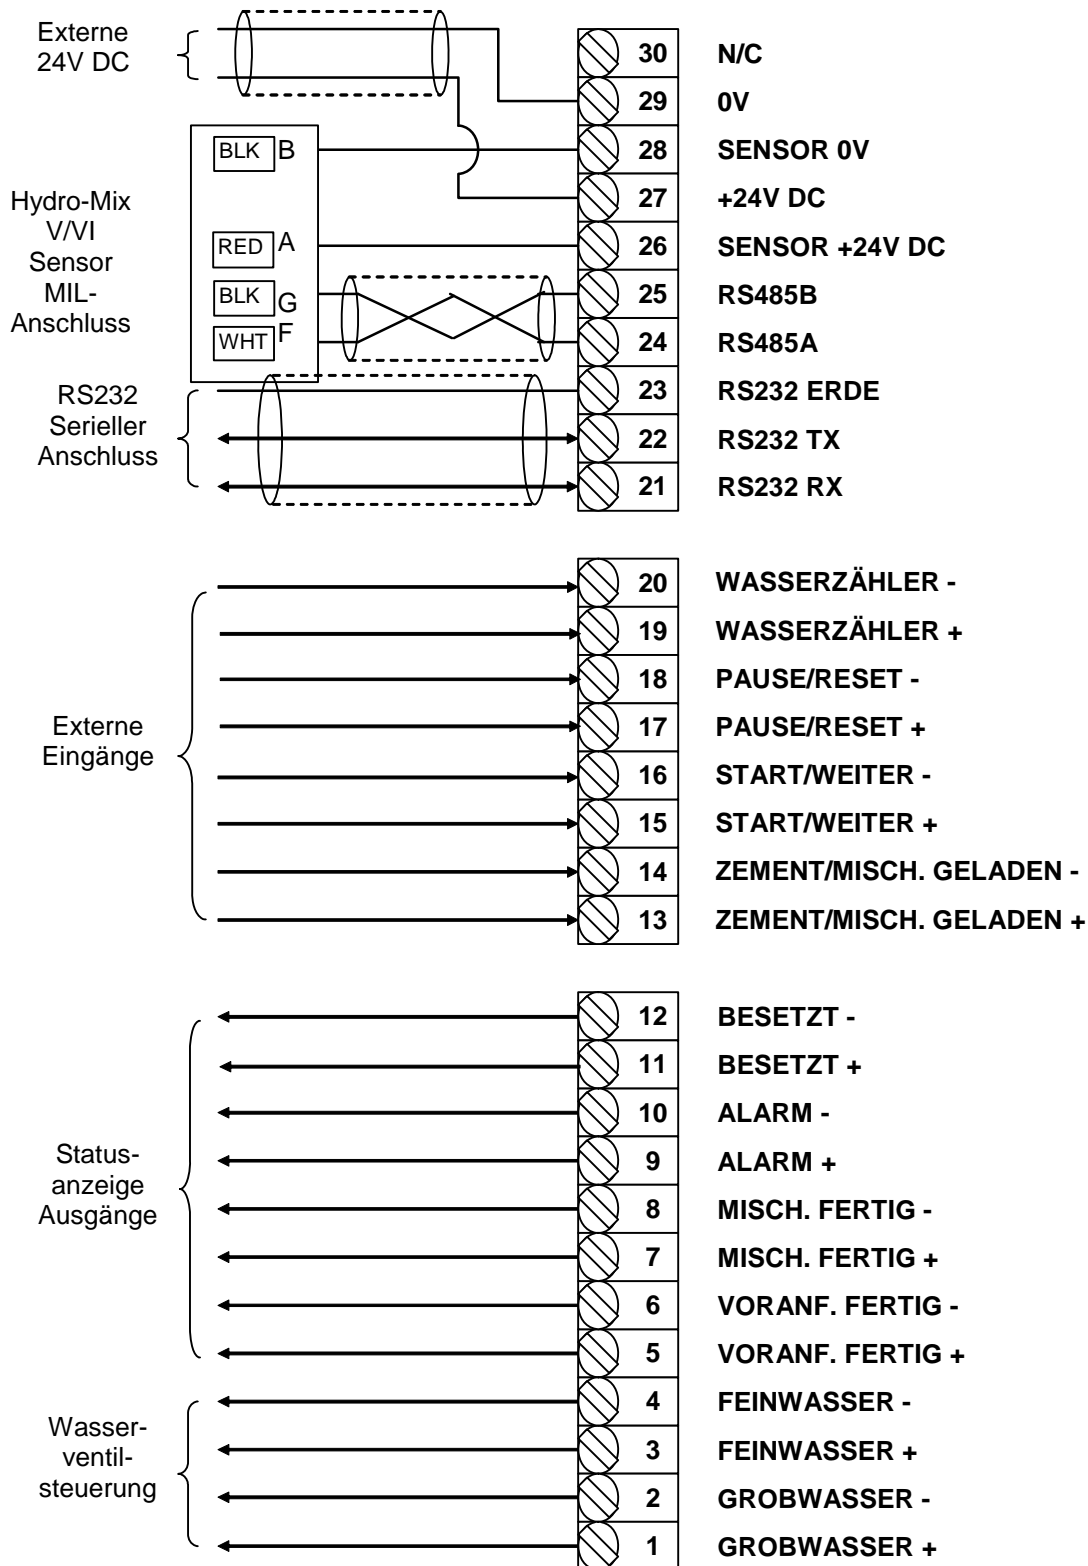 Externe
24V DC
30 N/C
29 0V
BLK B
28 SENSOR 0V
27 +24V DC
Hydro-Mix
V/VI
Sensor
MIL-
Anschluss
RED A
26 SENSOR +24V DC
BLK G
25 RS485B
WHT F
24 RS485A
23 RS232 ERDE
RS232
Serieller
Anschluss
22 RS232 TX
21 RS232 RX
20 WASSERZÄHLER -
19 WASSERZÄHLER +
18 PAUSE/RESET -
Externe
Eingänge
17 PAUSE/RESET +
16 START/WEITER -
15 START/WEITER +
14 ZEMENT/MISCH. GELADEN -
13 ZEMENT/MISCH. GELADEN +
12 BESETZT -
11 BESETZT +
10 ALARM -
Status-
anzeige
Ausgänge
9 ALARM +
8 MISCH. FERTIG -
7 MISCH. FERTIG +
6 VORANF. FERTIG -
5 VORANF. FERTIG +
4 FEINWASSER -
Wasser-
ventil-
steuerung
3 FEINWASSER +
2 GROBWASSER -
1 GROBWASSER +